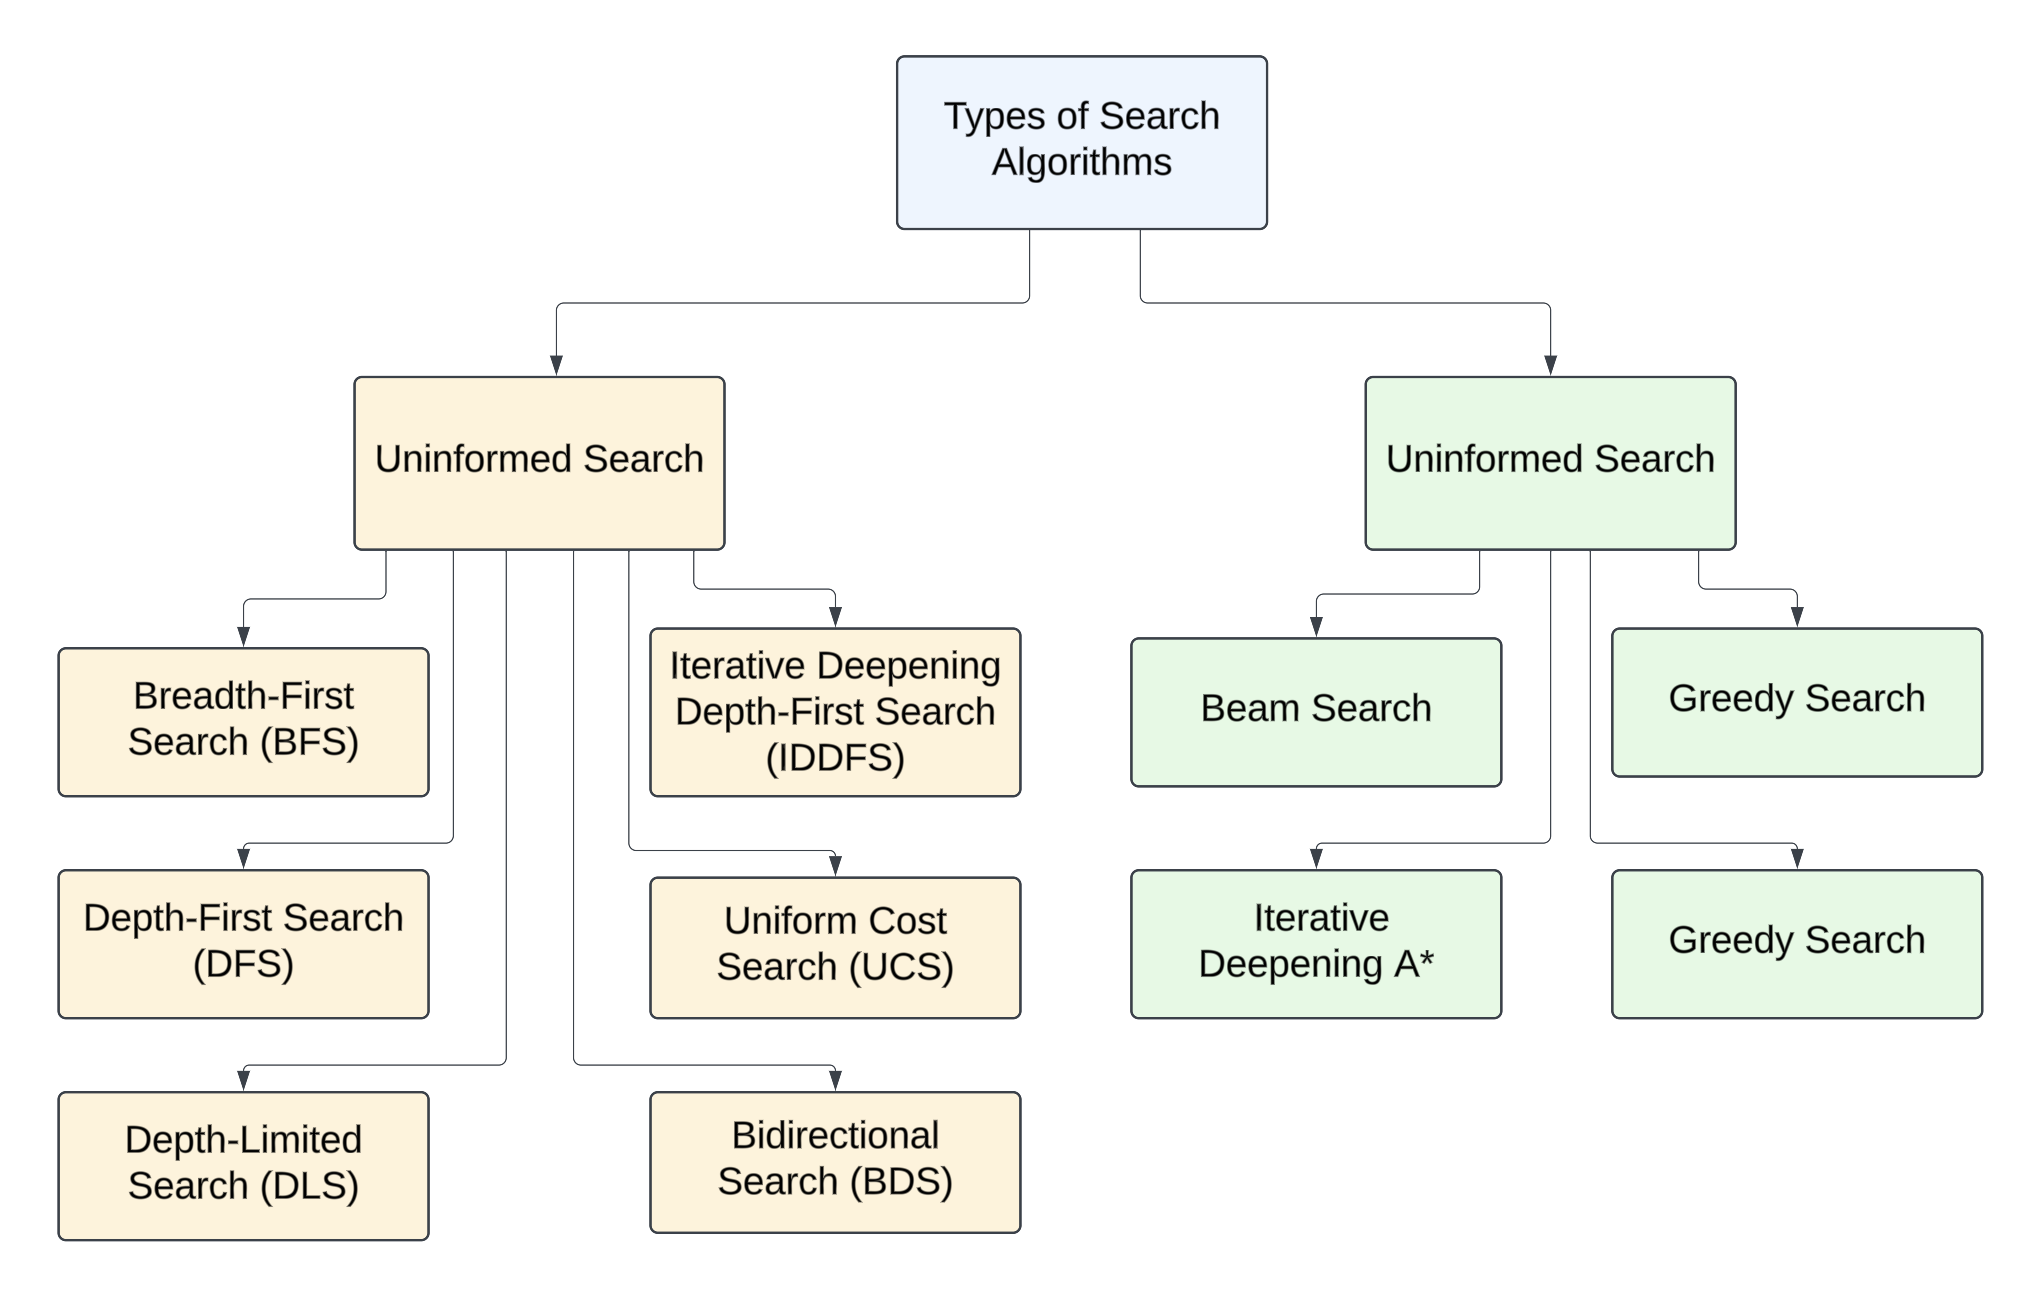 Types of Search
Algorithms
Uninformed Search
Uninformed Search
Breadth-First
Search (BFS)
Iterative Deepening
Depth-First Search
(IDDFS)
Beam Search
Greedy Search
Depth-First Search
(DFS)
Uniform Cost
Search (UCS)
Iterative
Deepening A*
Greedy Search
Depth-Limited
Search (DLS)
Bidirectional
Search (BDS)